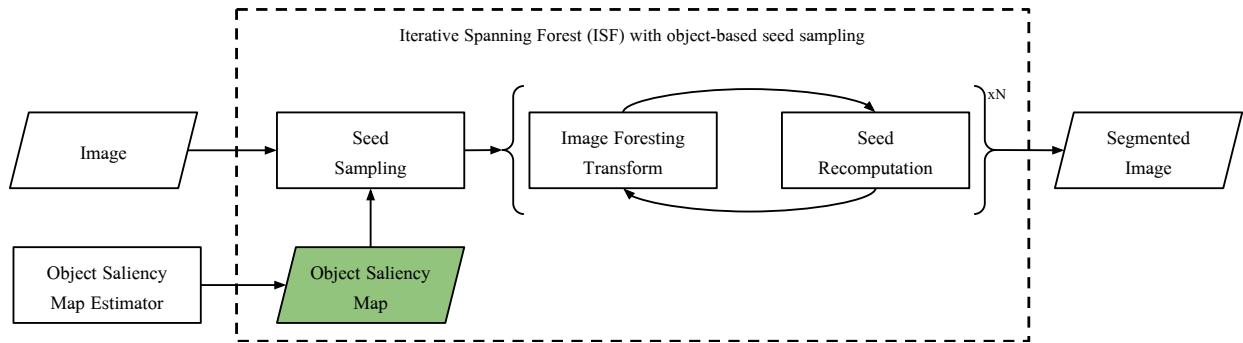 Iterative Spanning Forest (ISF) with object-based seed sampling
xN
Image
Seed
Sampling
Image Foresting
Transform
Seed
Recomputation
Segmented
Image
Object Saliency
Map Estimator
Object Saliency
Map